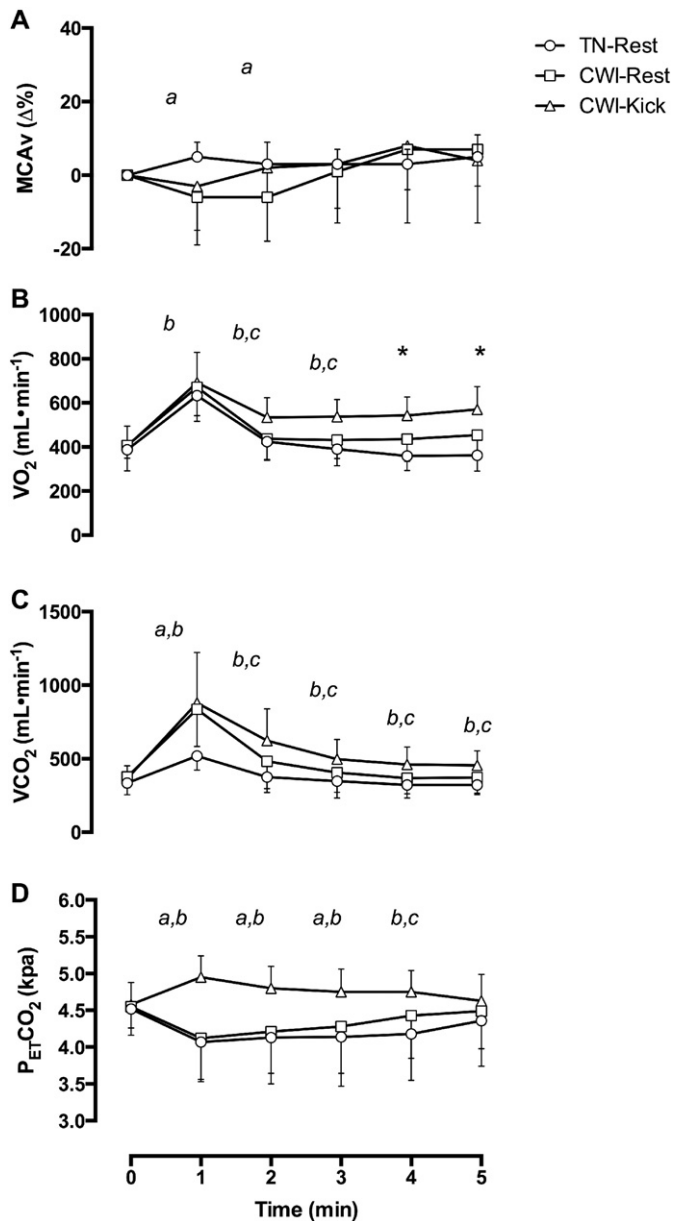 A
40
20
0
-20
MCAv (Δ%)
a
a
TN-Rest
CWI-Rest
CWI-Kick
B
1000
800
600
400
200
0
VO2 (mL•min-1)
b
b,c
b,c
*
*
C
1500
1000
500
0
VCO2 (mL•min-1)
a,b
b,c
b,c
b,c
b,c
D
6.0
5.5
5.0
4.5
4.0
3.5
3.0
PETCO2 (kpa)
a,b
a,b
a,b
b,c
0 1 2 3 4 5
Time (min)